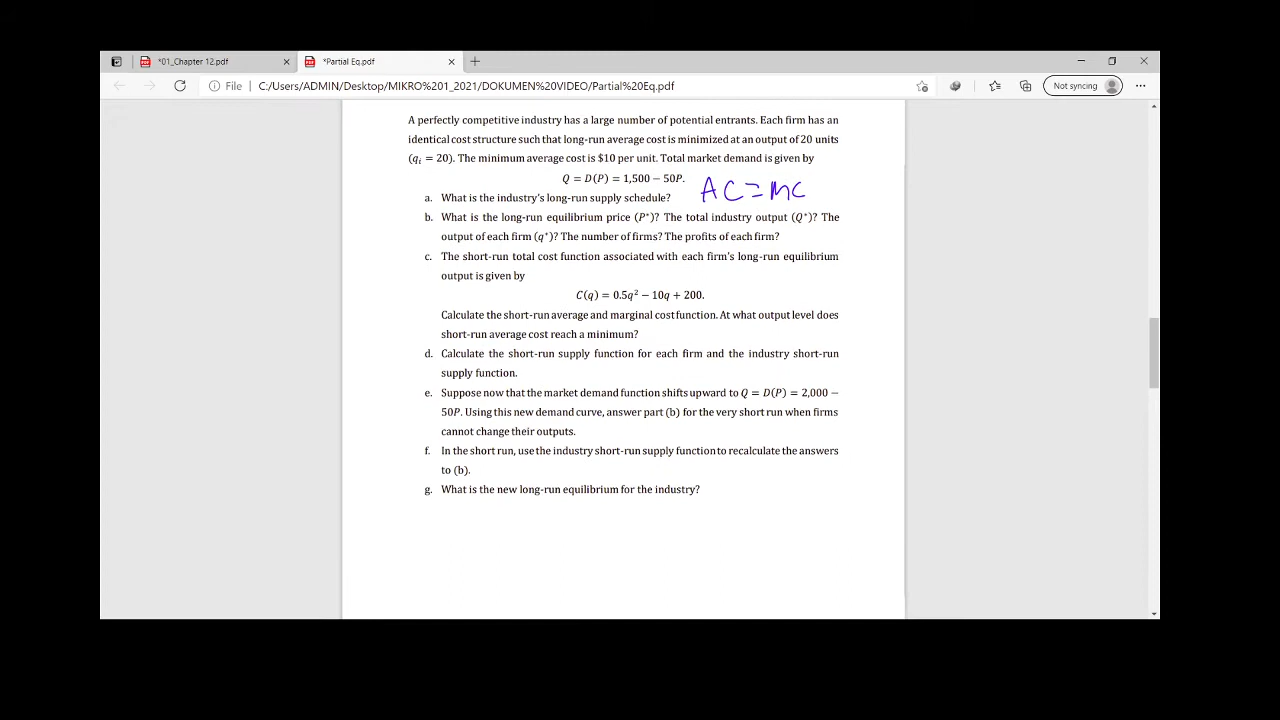 *01_Chapter 12.pdf
*Partial Eq.pdf
File
C:/Users/ADMIN/Desktop/MIKRO%201_2021/DOKUMEN%20VIDEO/Partial%20Eq.pdf
Not syncing
A perfectly competitive industry has a large number of potential entrants. Each firm has an
identical cost structure such that long-run average cost is minimized at an output of 20 units
(qᵢ = 20). The minimum average cost is $10 per unit. Total market demand is given by
Q = D(P) = 1,500 − 50P.
AC=MC
a. What is the industry's long-run supply schedule?
b. What is the long-run equilibrium price (P*)? The total industry output (Q*)? The
output of each firm (q*)? The number of firms? The profits of each firm?
c. The short-run total cost function associated with each firm's long-run equilibrium
output is given by
C(q) = 0.5q² − 10q + 200.
Calculate the short-run average and marginal cost function. At what output level does
short-run average cost reach a minimum?
d. Calculate the short-run supply function for each firm and the industry short-run
supply function.
e. Suppose now that the market demand function shifts upward to Q = D(P) = 2,000 −
50P. Using this new demand curve, answer part (b) for the very short run when firms
cannot change their outputs.
f. In the short run, use the industry short-run supply function to recalculate the answers
to (b).
g. What is the new long-run equilibrium for the industry?